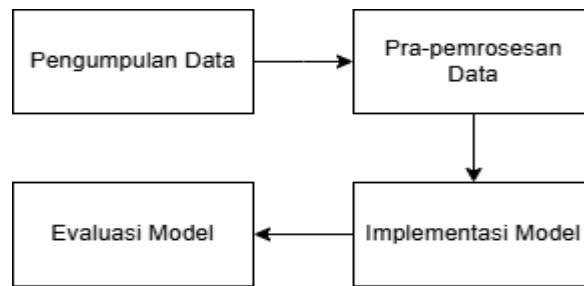 Pengumpulan Data
Pra-pemrosesan
Data
Implementasi Model
Evaluasi Model